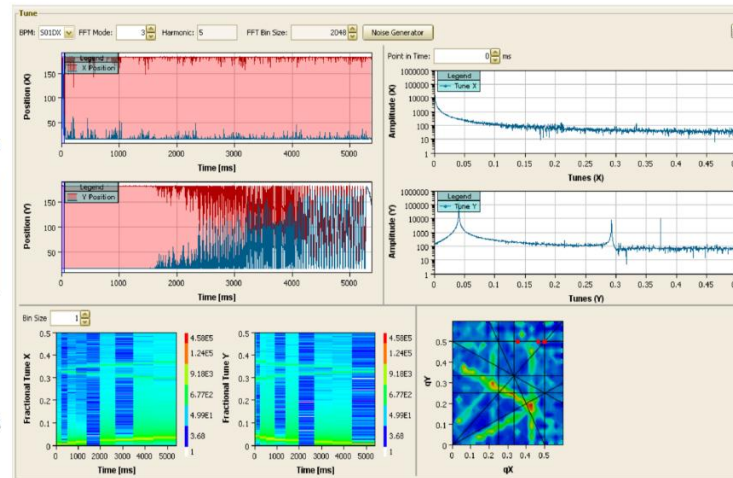 Tune
BPM: S01DX FFT Mode: 3 Harmonic: 5 FFT Bin Size: 2048 Noise Generator
Legend
X Position
Position (X)
150
100
50
0 1000 2000 3000 4000 5000
Time [ms]
Legend
Y Position
Position (Y)
150
100
50
0 1000 2000 3000 4000 5000
Time [ms]
Point in Time: 0 ms
Legend
Tune X
Amplitude (X)
1000000
100000
10000
1000
100
10
1
0 0.05 0.1 0.15 0.2 0.25 0.3 0.35 0.4 0.45
Tunes (X)
Legend
Tune Y
Amplitude (Y)
1000000
100000
10000
1000
100
10
1
0 0.05 0.1 0.15 0.2 0.25 0.3 0.35 0.4 0.45
Tunes (Y)
Bin Size 1
Fractional Tune X
0.5
0.4
0.3
0.2
0.1
0
0 1000 2000 3000 4000 5000
Time [ms]
4.58E5
1.24E5
9.18E3
6.77E2
4.99E1
3.68
1
Fractional Tune Y
0.5
0.4
0.3
0.2
0.1
0
0 1000 2000 3000 4000 5000
Time [ms]
4.58E5
1.24E5
9.18E3
6.77E2
4.99E1
3.68
1
qY
0.5
0.4
0.3
0.2
0.1
0.0
0.0 0.1 0.2 0.3 0.4 0.5
qX